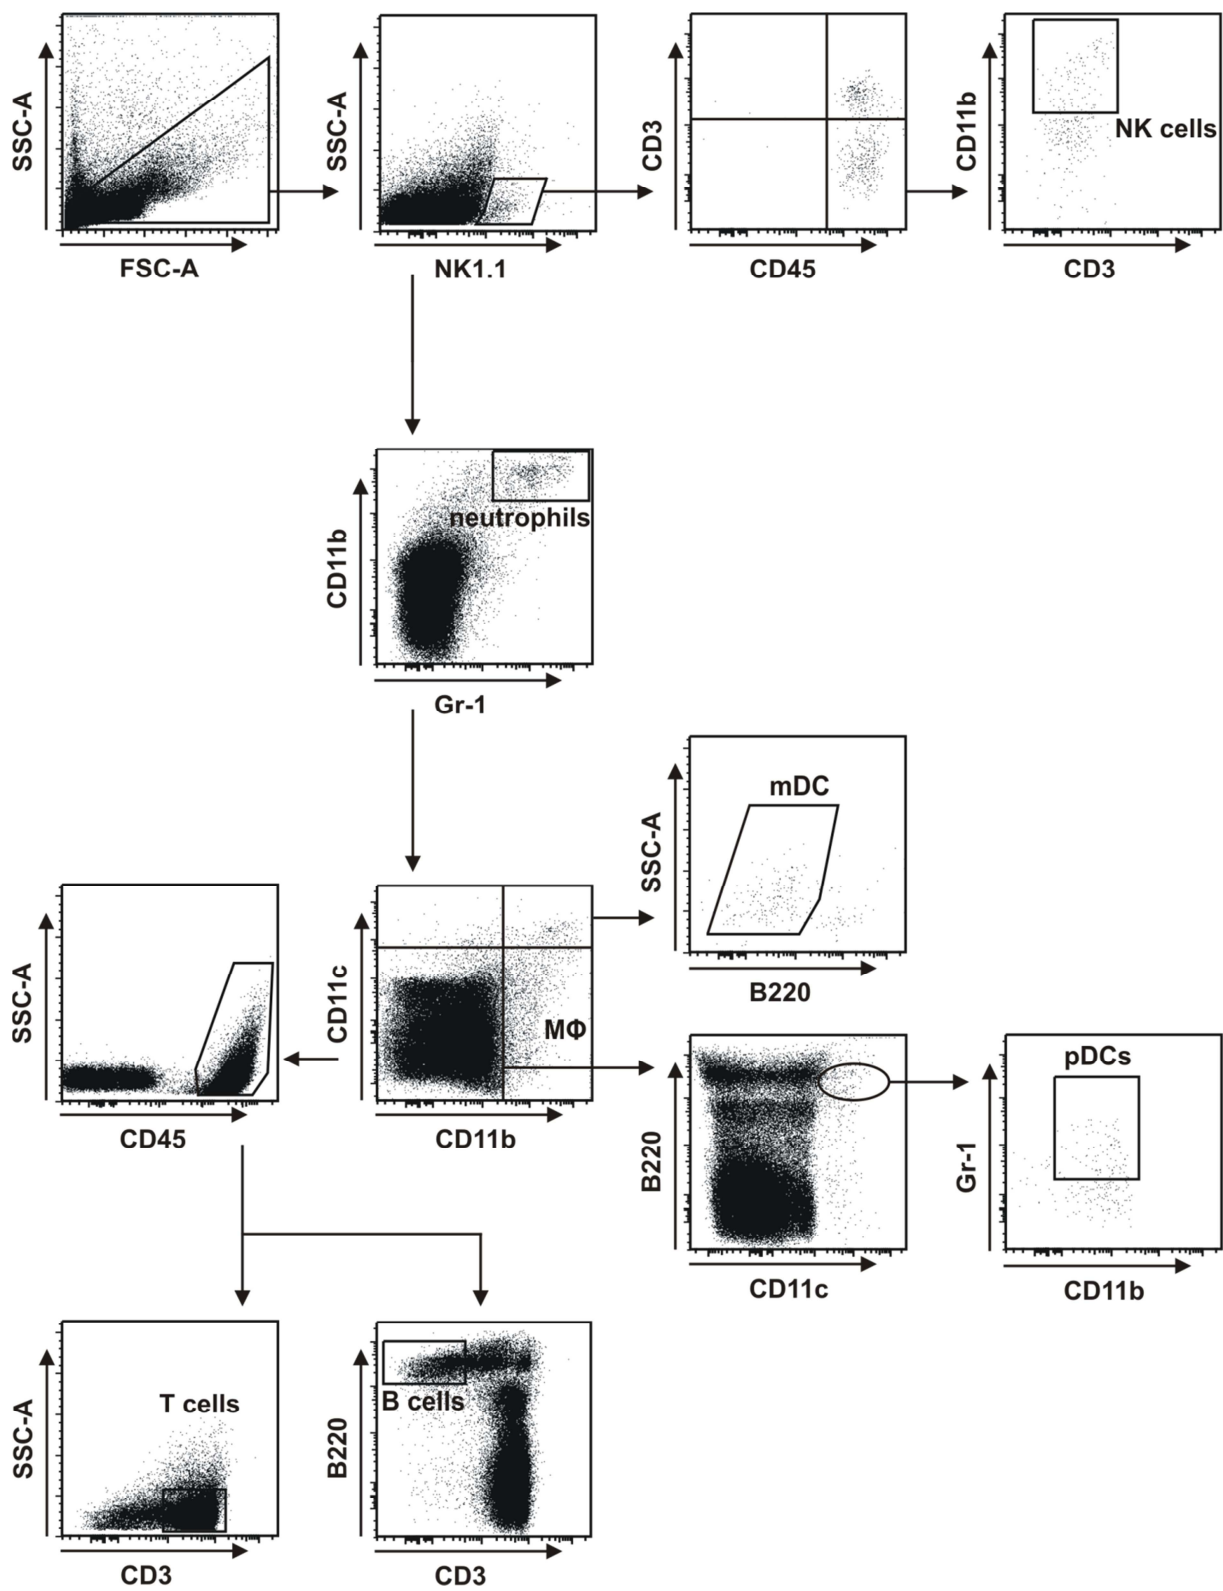 SSC-A
FSC-A
SSC-A
NK1.1
CD3
CD45
CD11b
NK cells
CD3
CD11b
neutrophils
Gr-1
SSC-A
mDC
B220
SSC-A
CD45
CD11c
MΦ
CD11b
B220
CD11c
Gr-1
pDCs
CD11b
SSC-A
T cells
CD3
B220
B cells
CD3